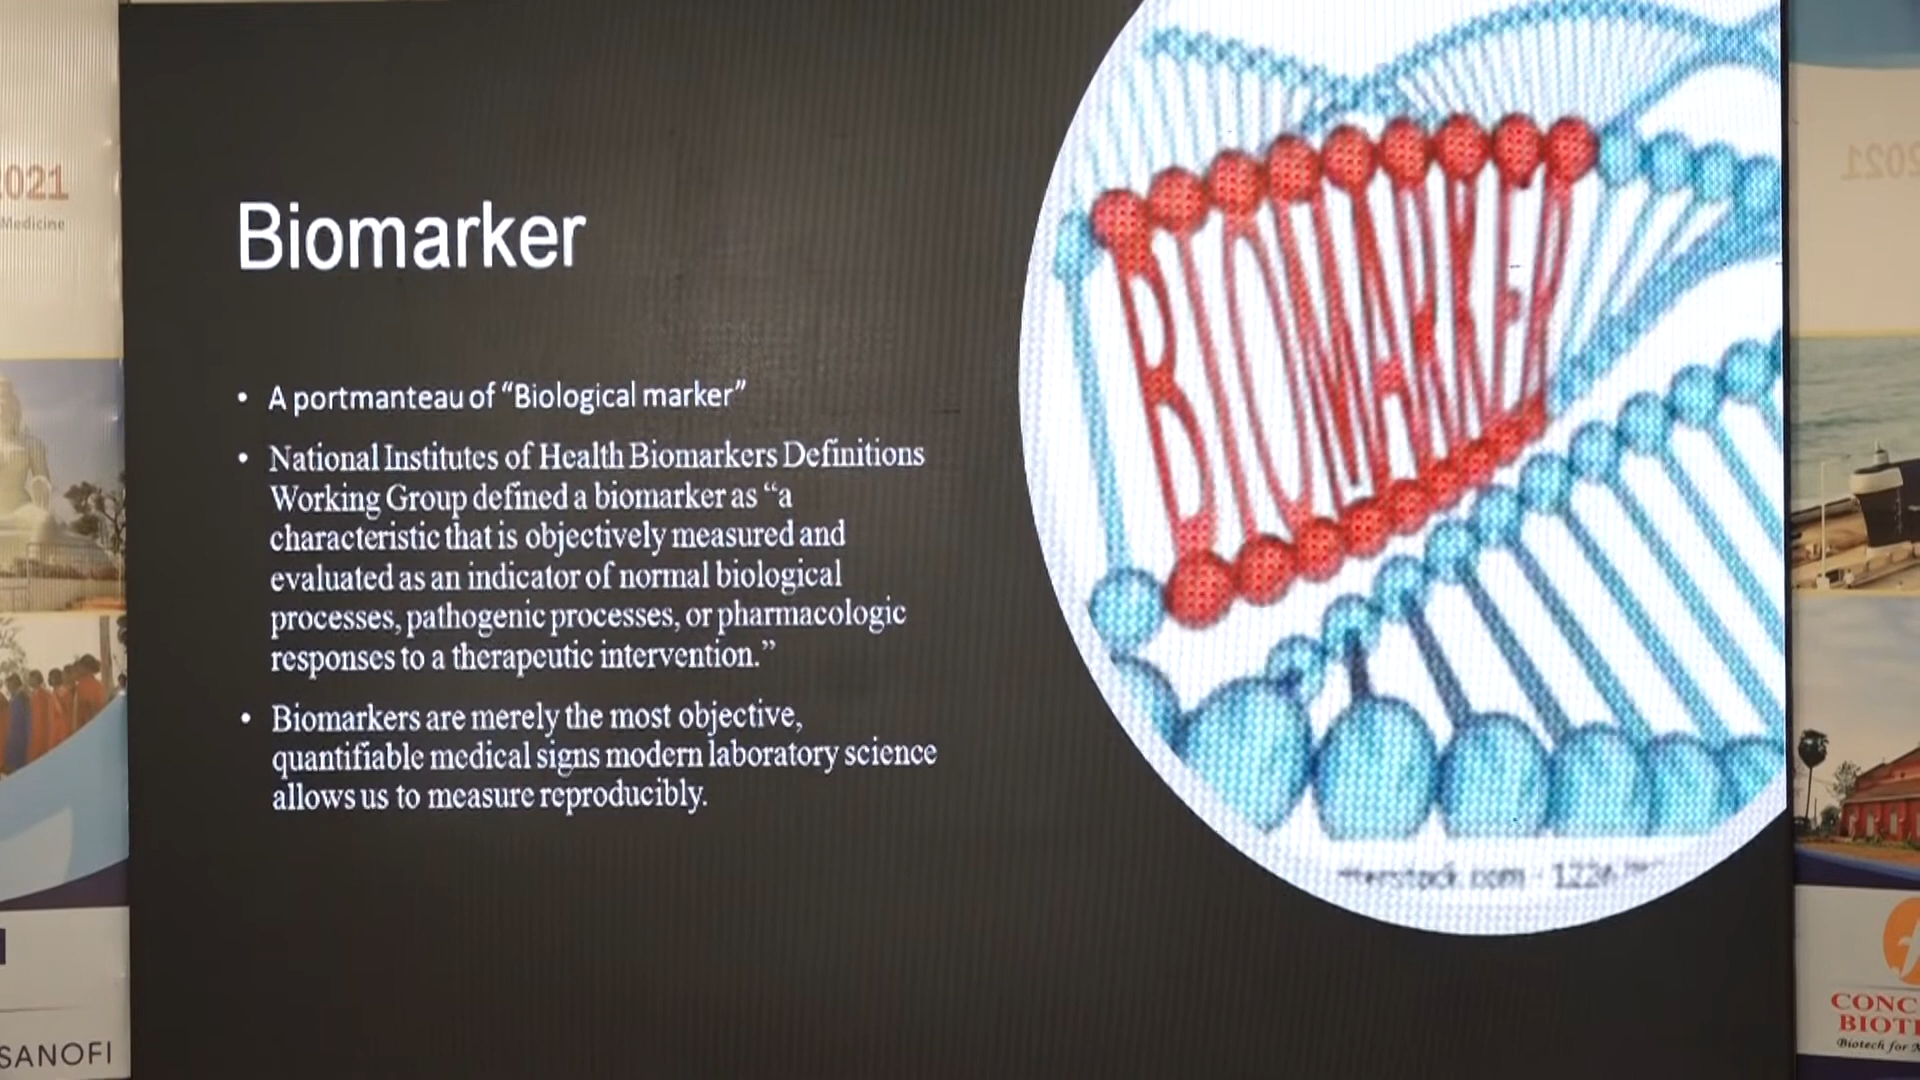 2021
Medicine
Biomarker
• A portmanteau of “Biological marker”
• National Institutes of Health Biomarkers Definitions
Working Group defined a biomarker as “a
characteristic that is objectively measured and
evaluated as an indicator of normal biological
processes, pathogenic processes, or pharmacologic
responses to a therapeutic intervention.”
• Biomarkers are merely the most objective,
quantifiable medical signs modern laboratory science
allows us to measure reproducibly.
BIOMARKER
SANOFI
Biotech for